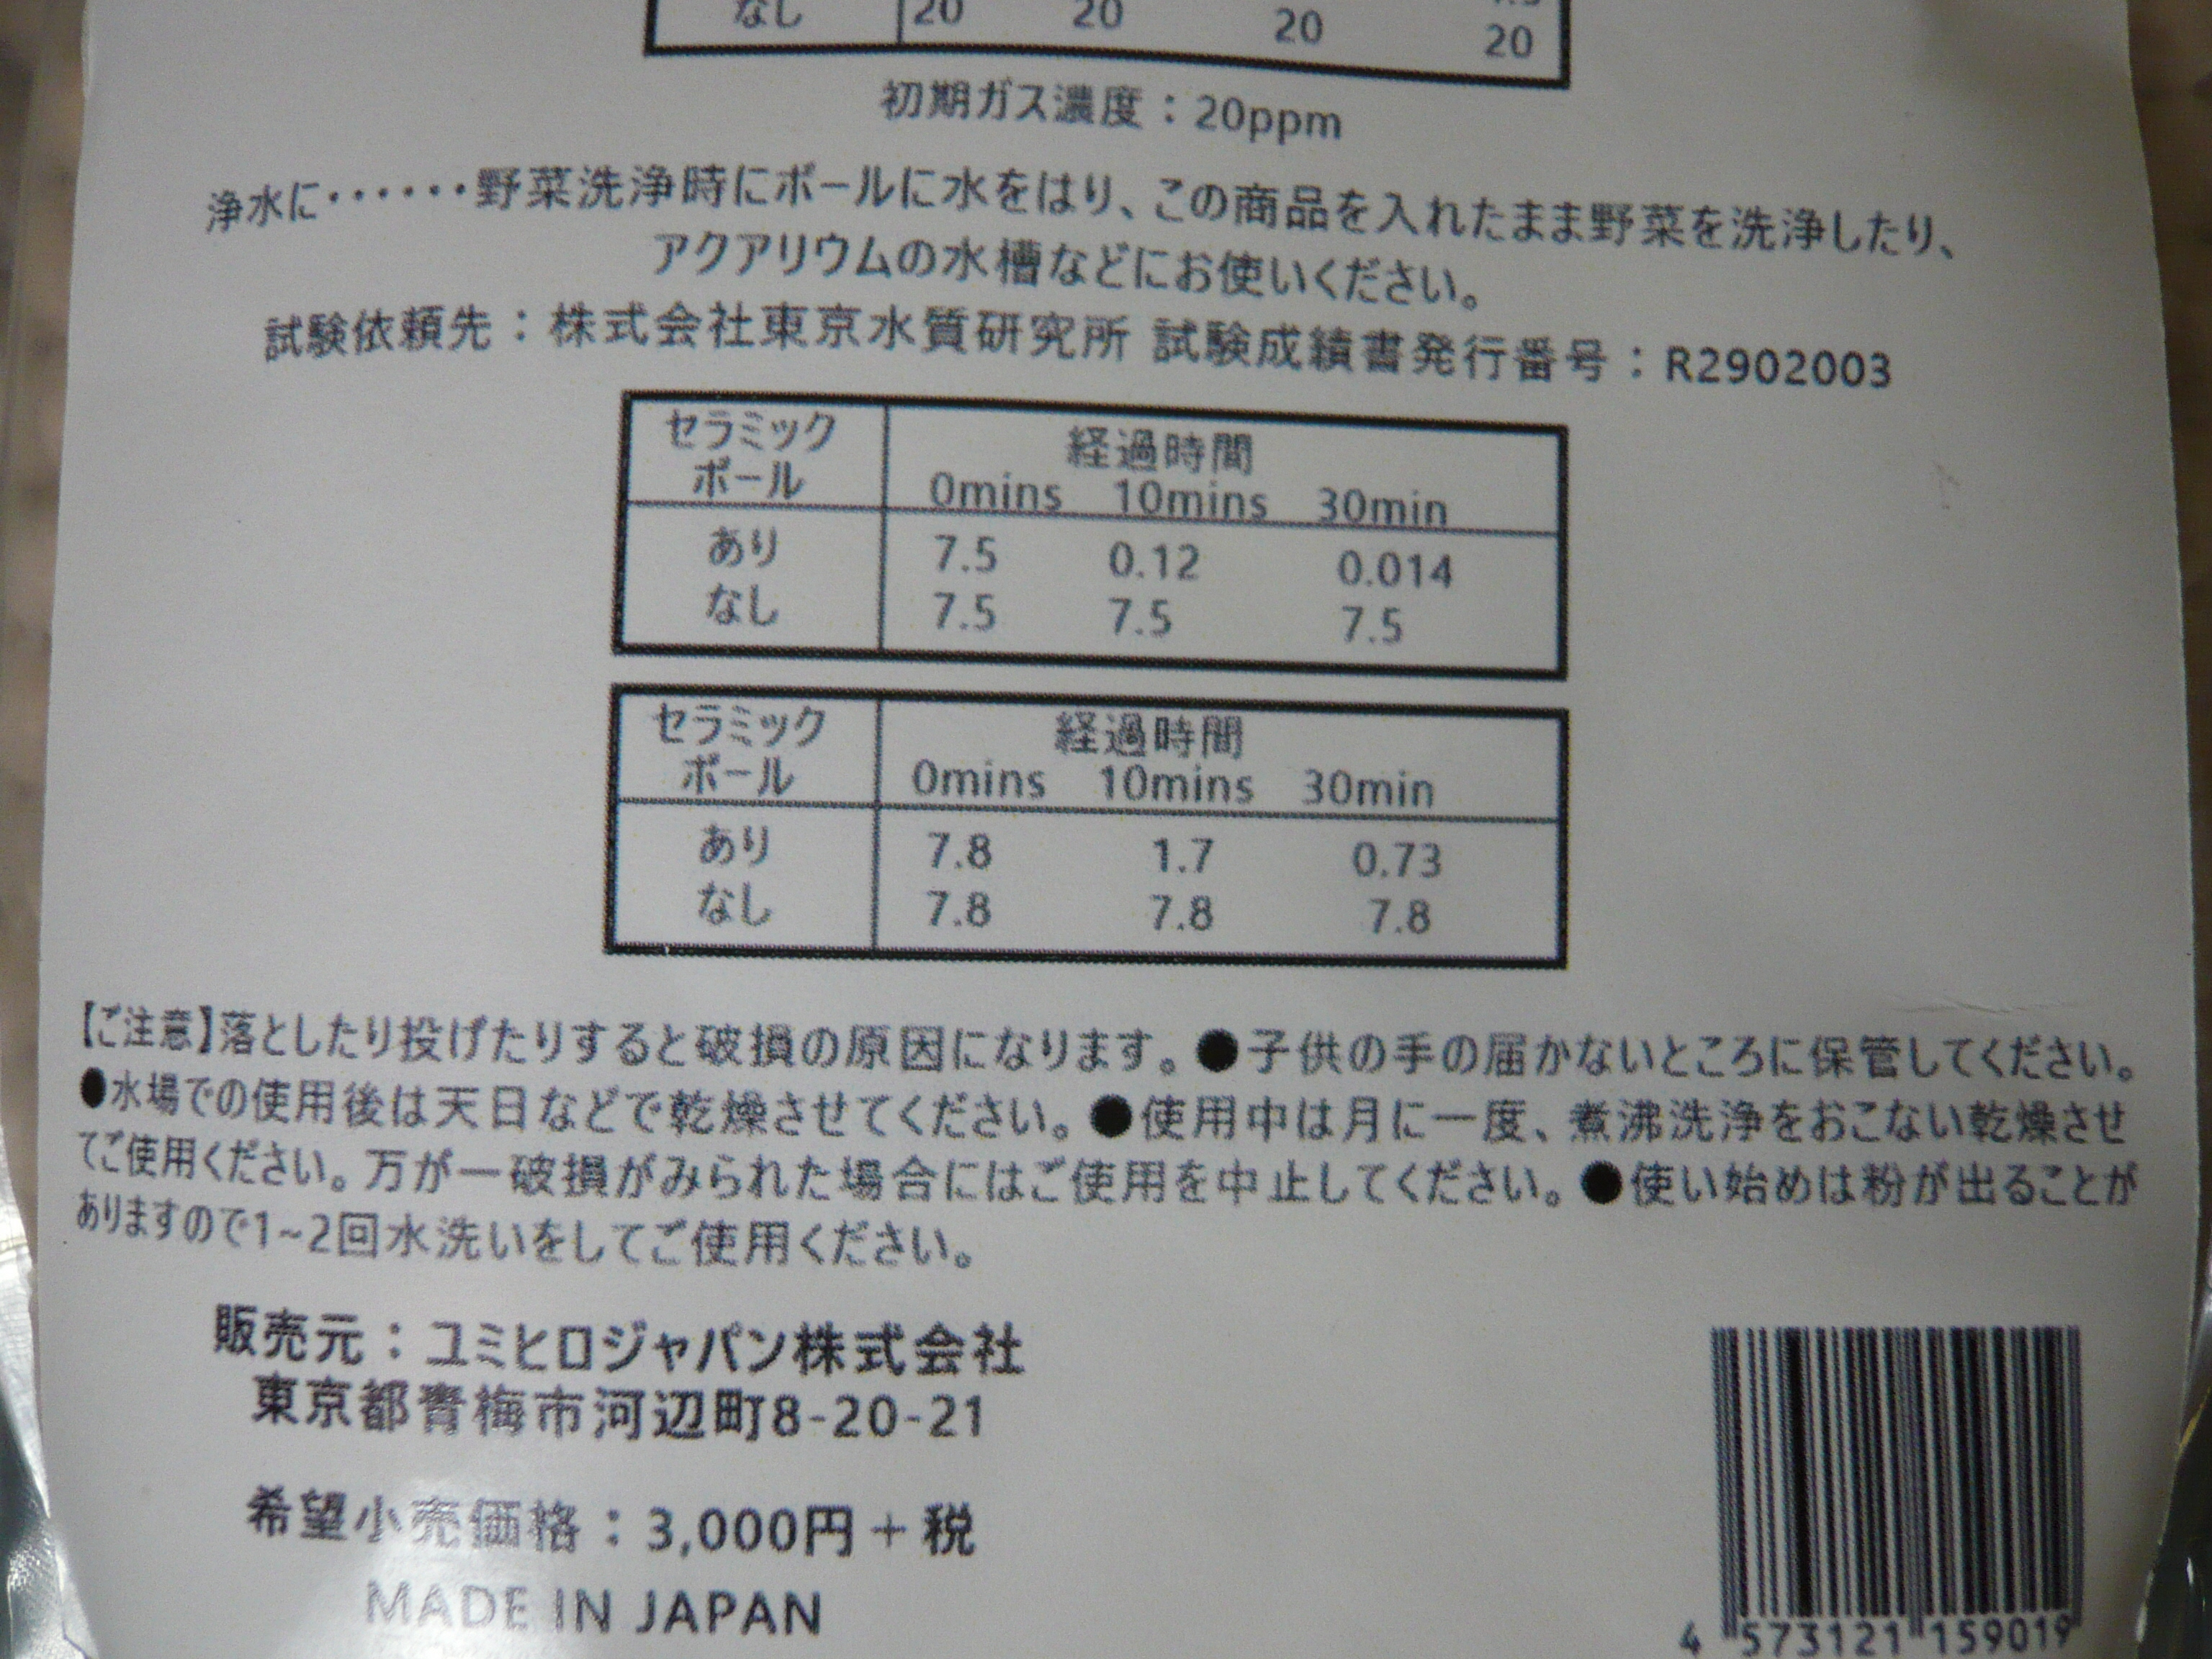 なし 20 20 20 20
初期ガス濃度：20ppm
浄水に・・・・・・野菜洗浄時にボールに水をはり、この商品を入れたまま野菜を洗浄したり、
アクアリウムの水槽などにお使いください。
試験依頼先：株式会社東京水質研究所 試験成績書発行番号：R2902003
セラミック 経過時間
ボール 0mins 10mins 30min
あり 7.5 0.12 0.014
なし 7.5 7.5 7.5
セラミック 経過時間
ボール 0mins 10mins 30min
あり 7.8 1.7 0.73
なし 7.8 7.8 7.8
【ご注意】落としたり投げたりすると破損の原因になります。●子供の手の届かないところに保管してください。
●水場での使用後は天日などで乾燥させてください。●使用中は月に一度、煮沸洗浄をおこない乾燥させ
てご使用ください。万が一破損がみられた場合にはご使用を中止してください。●使い始めは粉が出ることが
ありますので1~2回水洗いをしてご使用ください。
販売元：ユミヒロジャパン株式会社
東京都青梅市河辺町8-20-21
希望小売価格：3,000円＋税
MADE IN JAPAN
4 573121 159019